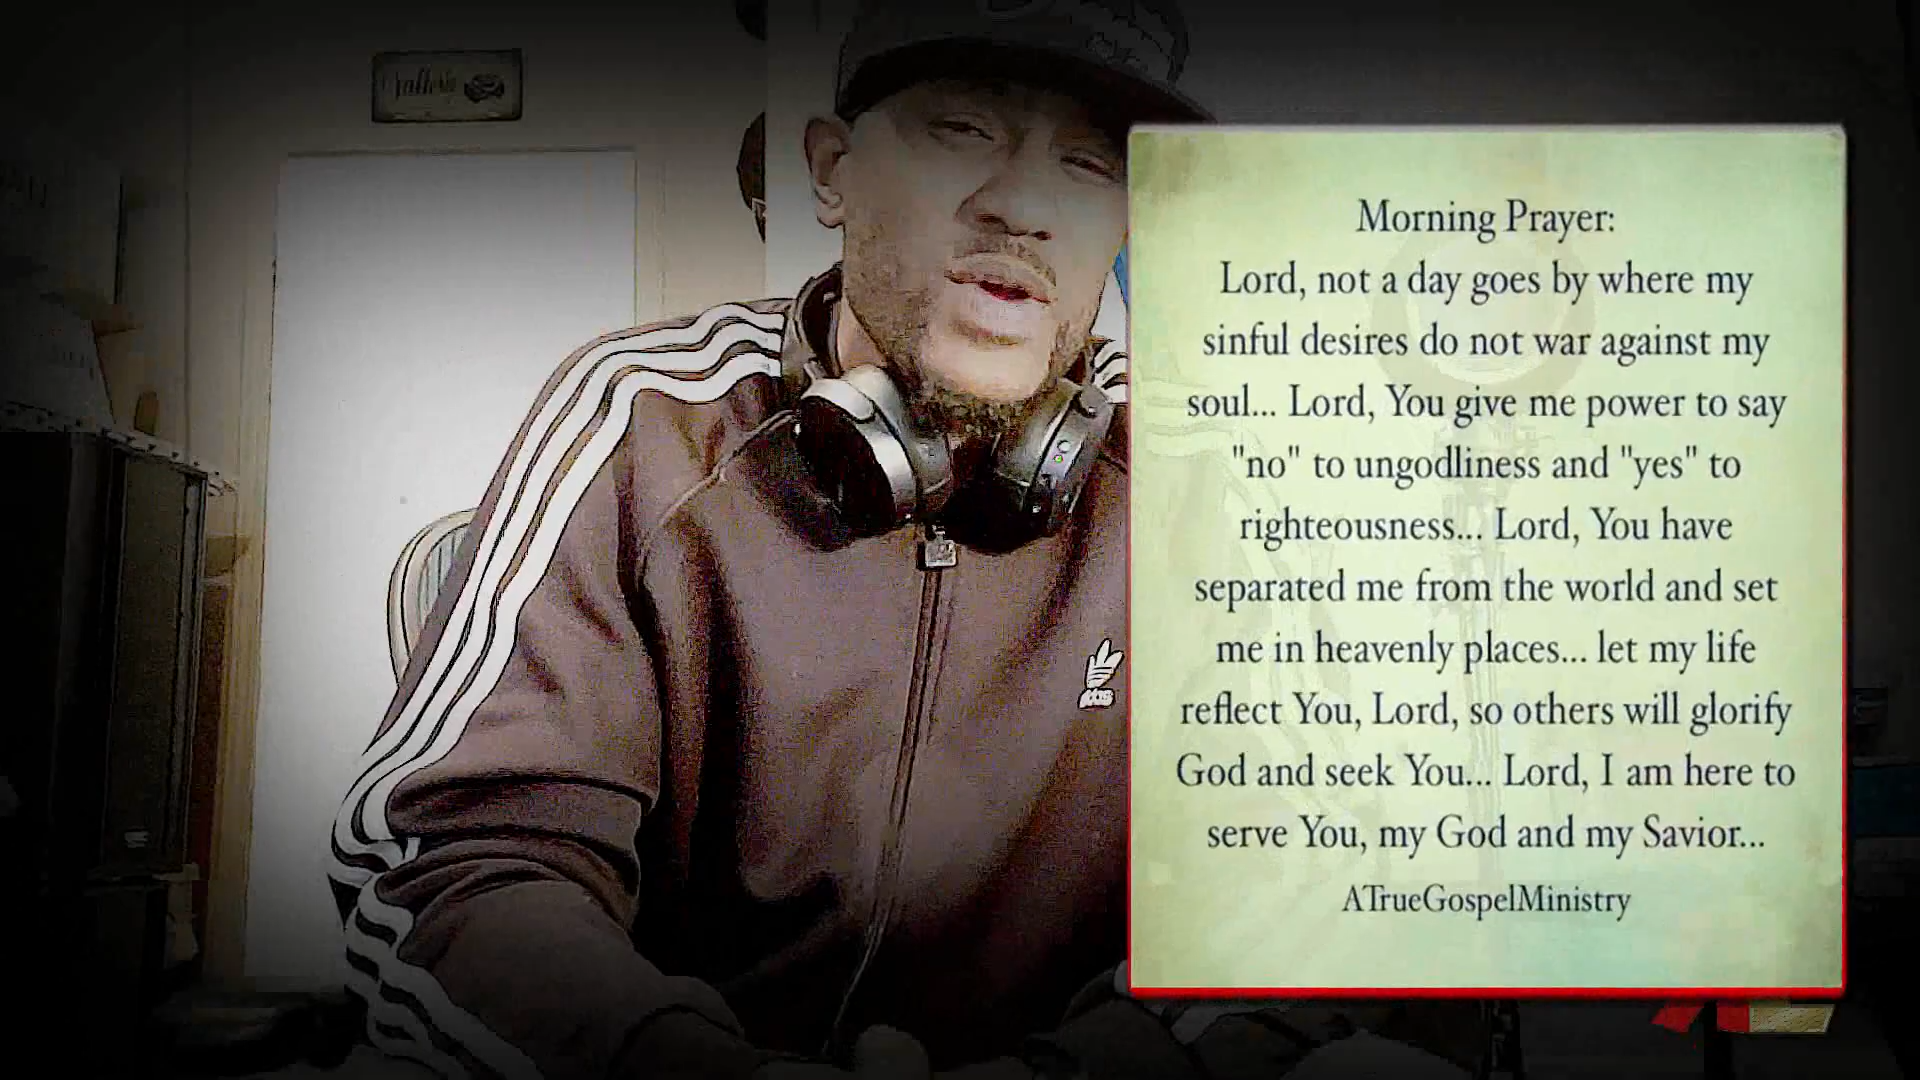 Morning Prayer:
Lord, not a day goes by where my
sinful desires do not war against my
soul... Lord, You give me power to say
"no" to ungodliness and "yes" to
righteousness... Lord, You have
separated me from the world and set
me in heavenly places... let my life
reflect You, Lord, so others will glorify
God and seek You... Lord, I am here to
serve You, my God and my Savior...
ATrueGospelMinistry